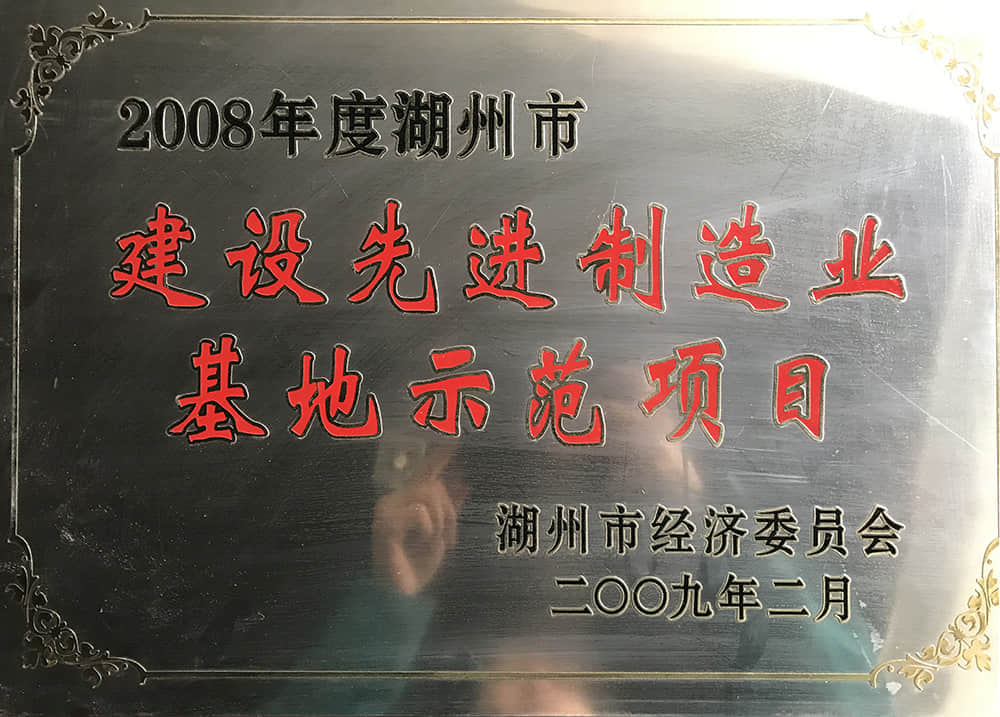 2008年度湖州市
建设先进制造业
基地示范项目
湖州市经济委员会
二〇〇九年二月